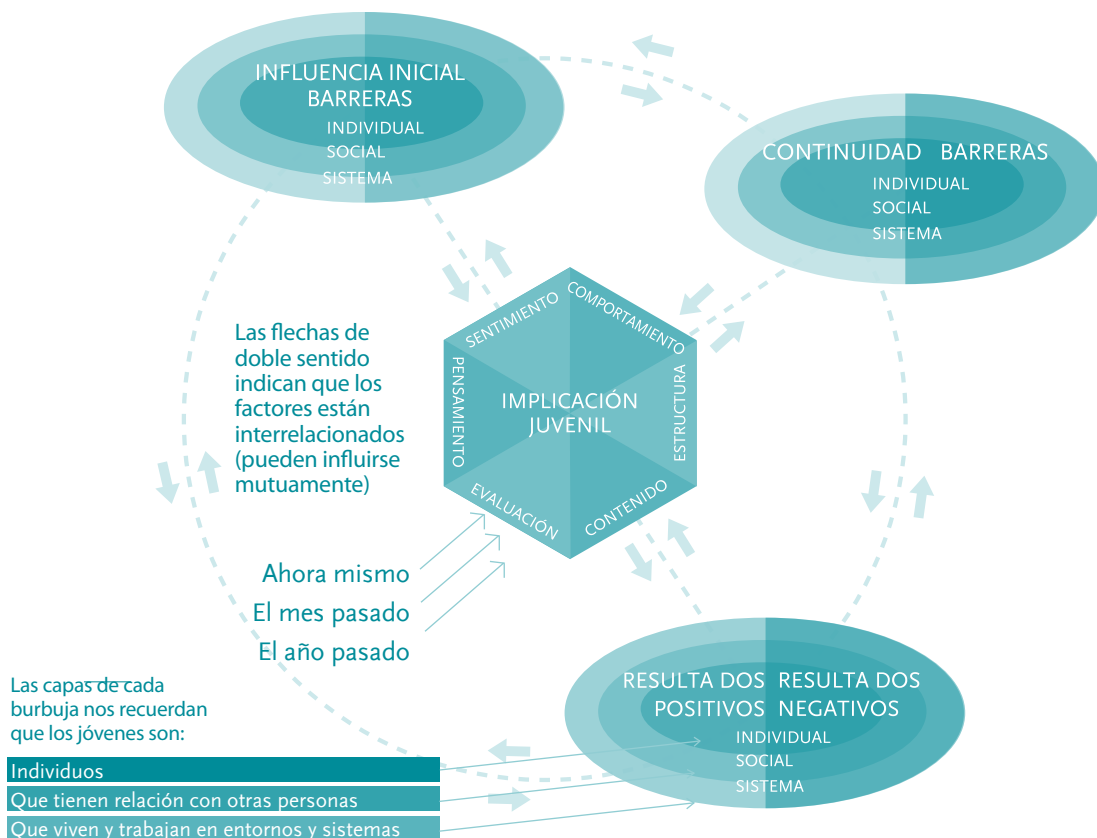 INFLUENCIA INICIAL
BARRERAS
INDIVIDUAL
SOCIAL
SISTEMA
CONTINUIDAD BARRERAS
INDIVIDUAL
SOCIAL
SISTEMA
SENTIMIENTO
COMPORTAMIENTO
PENSAMIENTO
ESTRUCTURA
EVALUACIÓN
CONTENIDO
IMPLICACIÓN
JUVENIL
Las flechas de
doble sentido
indican que los
factores están
interrelacionados
(pueden influirse
mutuamente)
Ahora mismo
El mes pasado
El año pasado
RESULTA DOS RESULTA DOS
POSITIVOS NEGATIVOS
INDIVIDUAL
SOCIAL
SISTEMA
Las capas de cada
burbuja nos recuerdan
que los jóvenes son:
Individuos
Que tienen relación con otras personas
Que viven y trabajan en entornos y sistemas